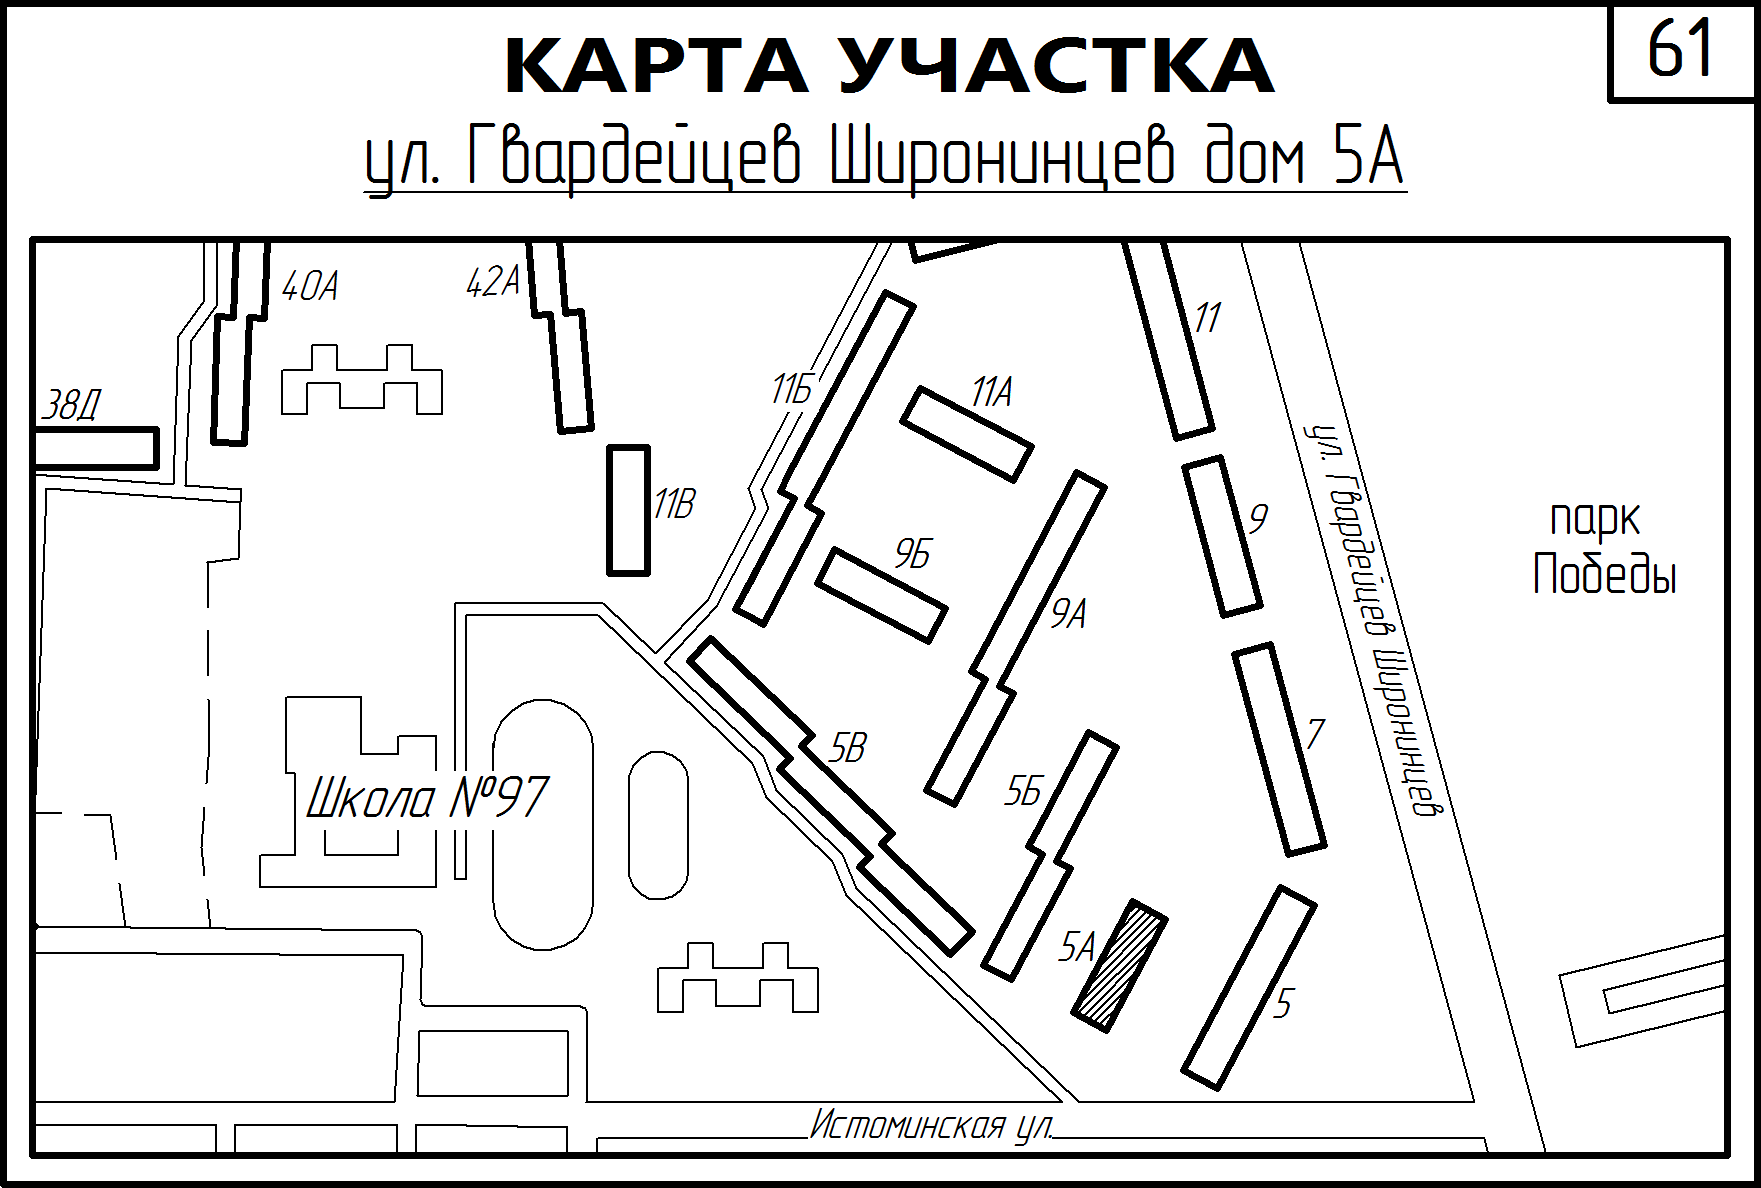 61
КАРТА УЧАСТКА
ул. Гвардейцев Широнинцев дом 5А
40А
42А
11
38Д
11Б
11А
11В
9
9Б
9А
парк
Победы
ул. Гвардейцев Широнинцев
7
5В
5Б
Школа №97
5А
5
Истоминская ул.